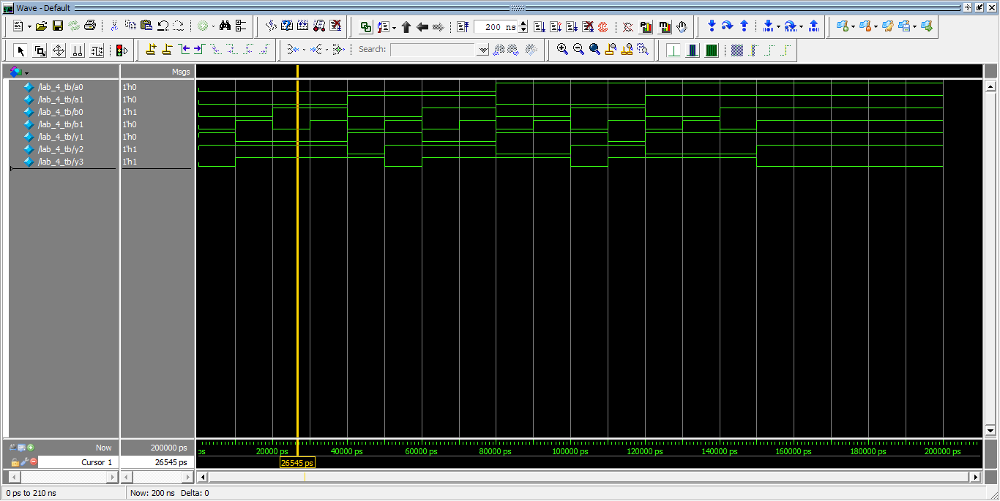 Wave - Default
200 ns
Search:
Msgs
/lab_4_tb/a0 1'h0
/lab_4_tb/a1 1'h0
/lab_4_tb/b0 1'h1
/lab_4_tb/b1 1'h0
/lab_4_tb/y1 1'h0
/lab_4_tb/y2 1'h1
/lab_4_tb/y3 1'h1
Now 200000 ps ps 20000 ps 40000 ps 60000 ps 80000 ps 100000 ps 120000 ps 140000 ps 160000 ps 180000 ps 200000 ps
Cursor 1 26545 ps 26545 ps
0 ps to 210 ns Now: 200 ns Delta: 0